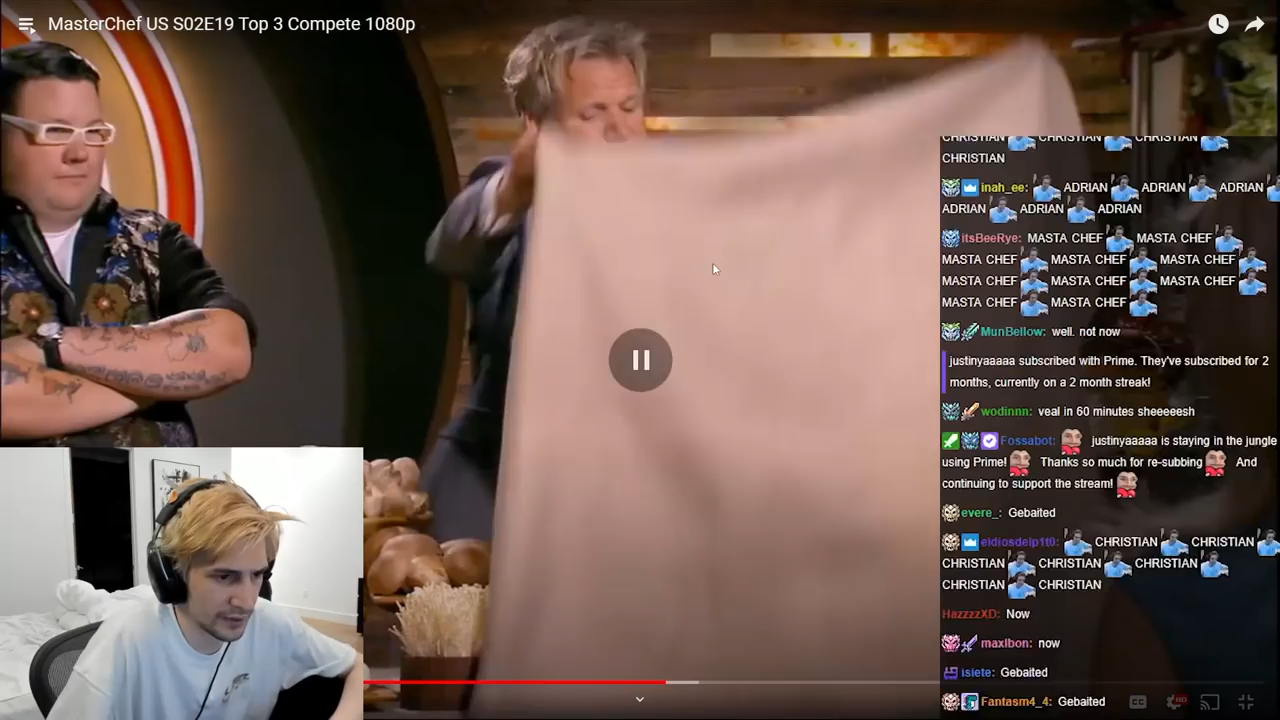 MasterChef US S02E19 Top 3 Compete 1080p
CHRISTIAN CHRISTIAN CHRISTIAN
CHRISTIAN
inah_ee: ADRIAN ADRIAN ADRIAN
ADRIAN ADRIAN ADRIAN
itsBeeRye: MASTA CHEF MASTA CHEF
MASTA CHEF MASTA CHEF MASTA CHEF
MASTA CHEF MASTA CHEF MASTA CHEF
MASTA CHEF MASTA CHEF
MunBellow: well. not now
justinyaaaaa subscribed with Prime. They've subscribed for 2
months, currently on a 2 month streak!
wodinnn: veal in 60 minutes sheeeeesh
Fossabot: justinyaaaaa is staying in the jungle
using Prime! Thanks so much for re-subbing And
continuing to support the stream!
evere_: Gebaited
eldiosdelp1t0: CHRISTIAN CHRISTIAN
CHRISTIAN CHRISTIAN CHRISTIAN
CHRISTIAN CHRISTIAN
HazzzzXD: Now
maxlbon: now
isiete: Gebaited
Fantasm4_4: Gebaited
CC HD